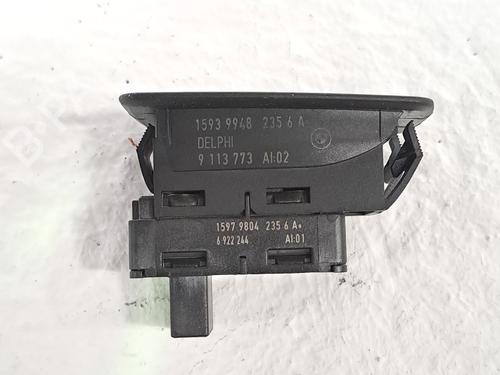 1593 9948 235 6 A
DELPHI
9 113 773 AI:02
1597 9804 235 6 A
6 922 244 AI:01